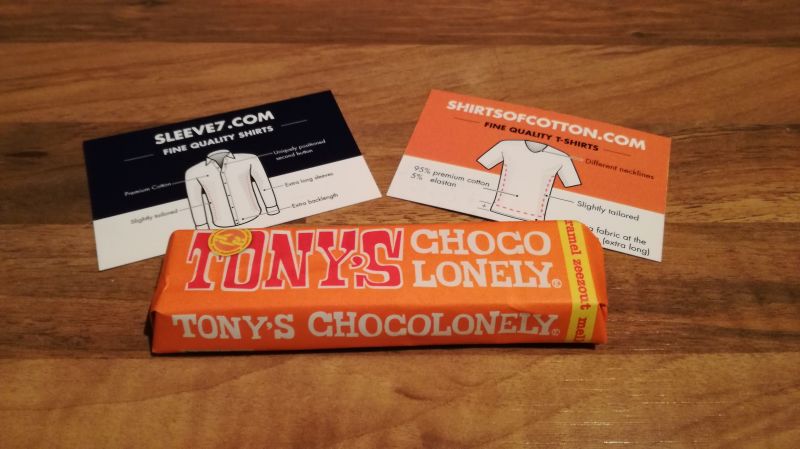 SLEEVE7.COM
FINE QUALITY SHIRTS
Uniquely positioned
second button
Premium Cotton
Extra long sleeves
Slightly tailored
Extra backlength
SHIRTSOFCOTTON.COM
FINE QUALITY T-SHIRTS
Different necklines
95% premium cotton
5% elastan
Slightly tailored
a fabric at the
(extra long)
TONY'S CHOCO
LONELY®
TONY'S CHOCOLONELY®
aramel zeezout mel